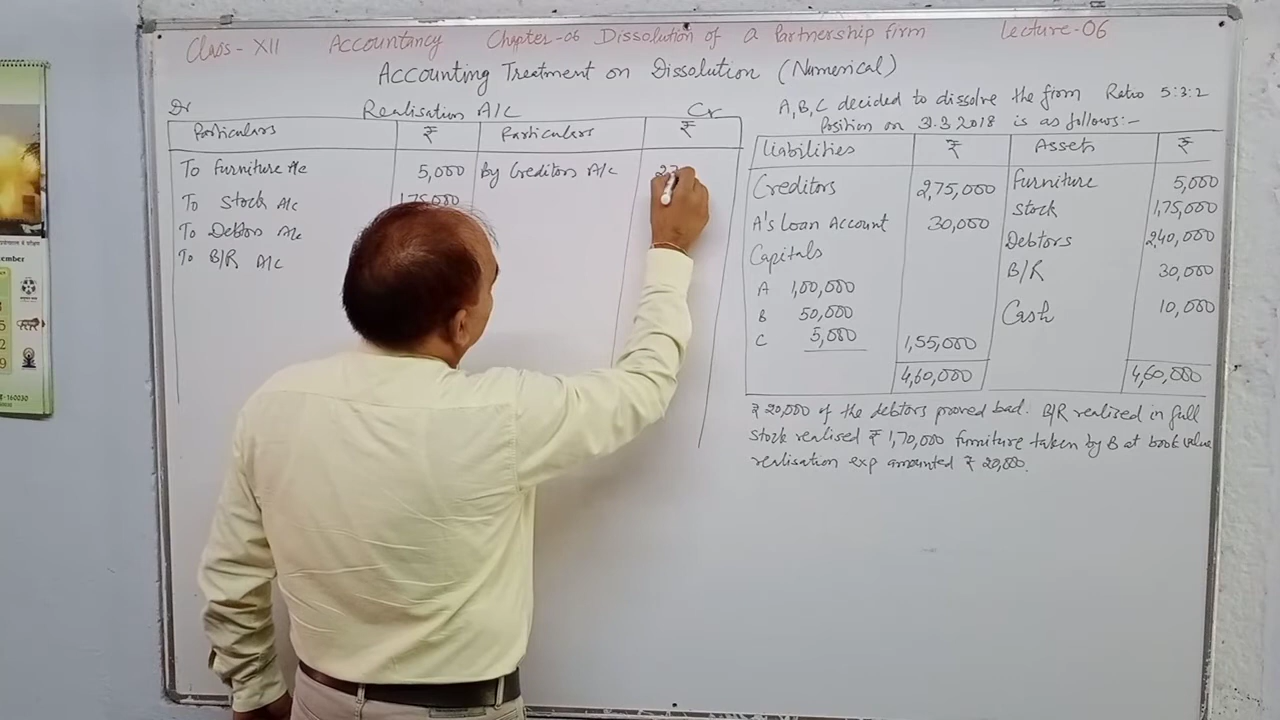 Class- XII Accountancy Chapter-06 Dissolution of a Partnership firm Lecture-06
Accounting Treatment on Dissolution (Numerical)
Dr Realisation A/c Cr
Particulars ₹ Particulars ₹
To Furniture A/c 5,000 By Creditors A/c 27
To Stock A/c 175,000
To Debtors A/c
To B/R A/c
A, B, C decided to dissolve the firm Ratio 5:3:2
Position on 3.3.2018 is as follows:-
Liabilities ₹ Assets ₹
Creditors 2,75,000 Furniture 5,000
A's Loan Account 30,000 Stock 1,75,000
Capitals Debtors 2,40,000
A 1,00,000 B/R 30,000
B 50,000 Cash 10,000
C 5,000 1,55,000
4,60,000 4,60,000
₹ 20,000 of the debtors proved bad. B/R realised in full
stock realised ₹ 1,70,000 furniture taken by B at book value
realisation exp amounted ₹ 20,000.
160030